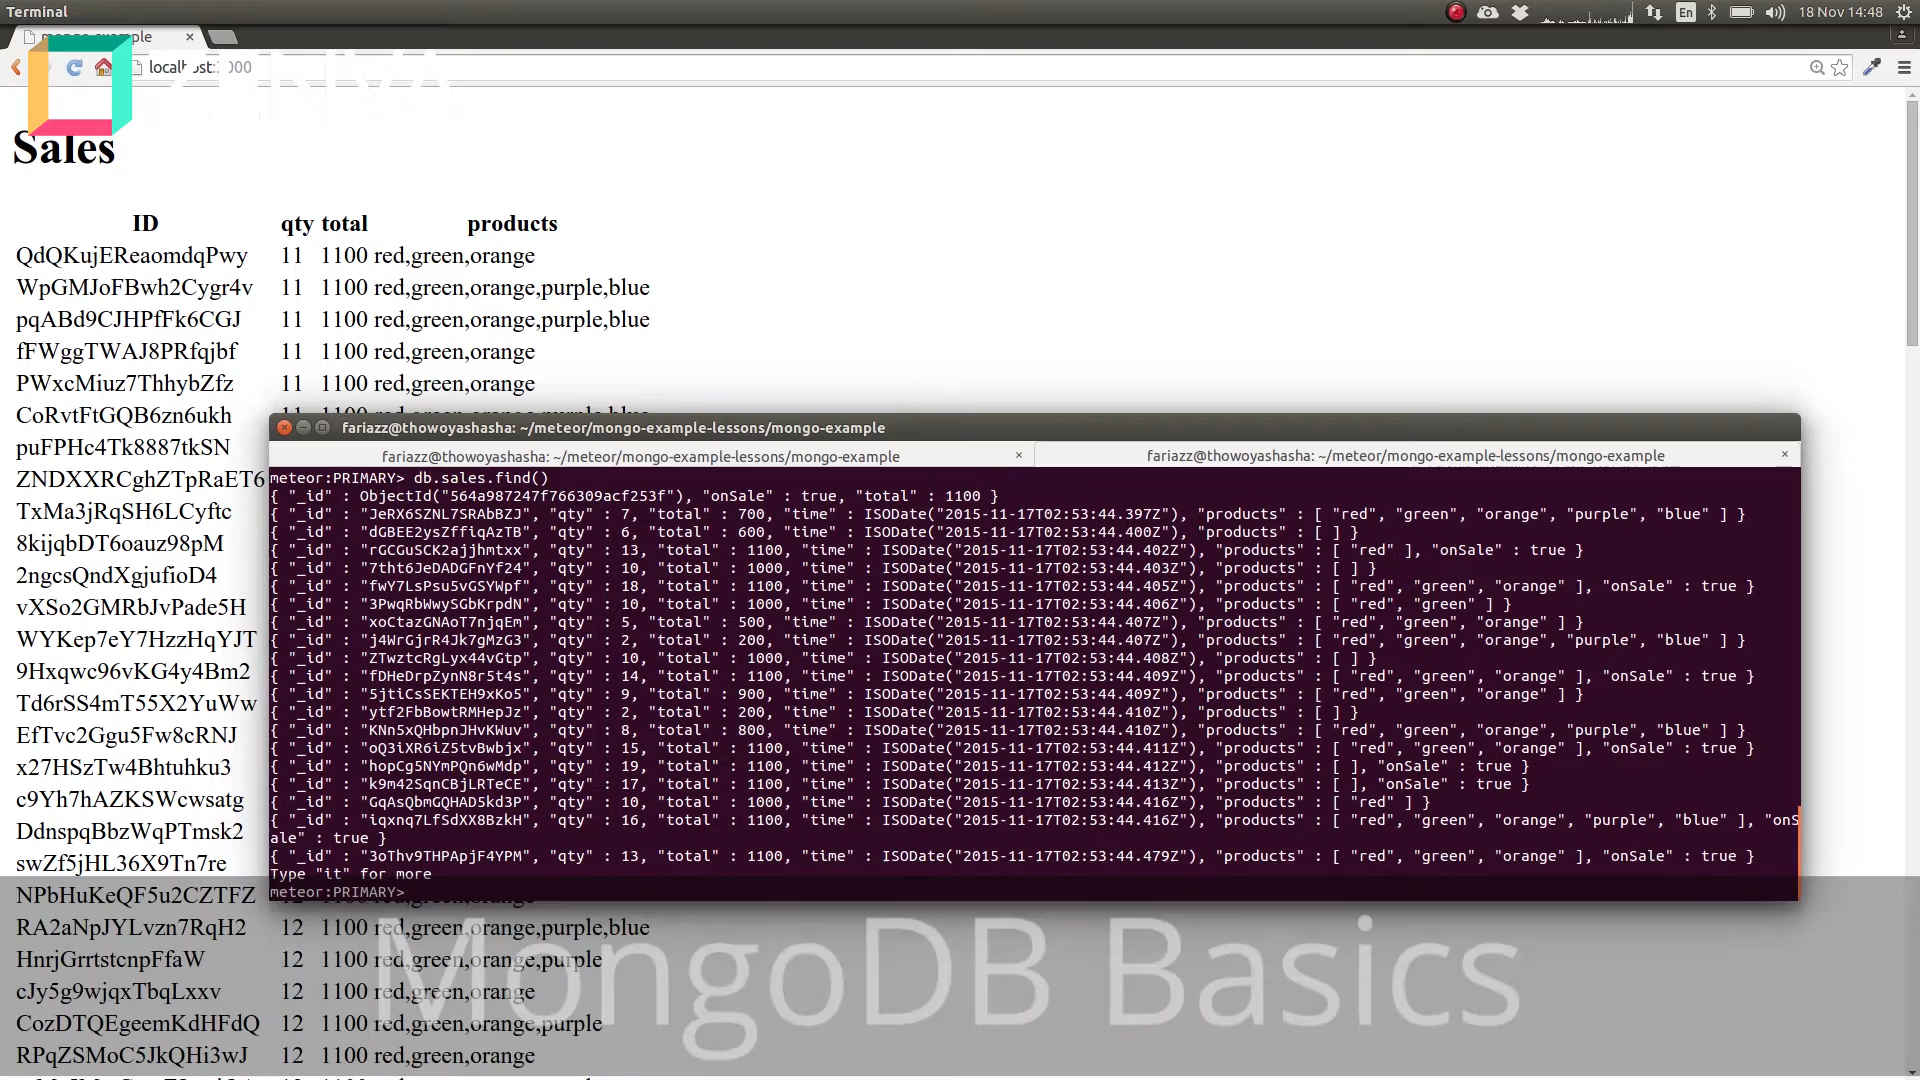 Terminal
En
18 Nov 14:48
mongo-example
Sales
ID qty total products
QdQKujEReaomdqPwy 11 1100 red,green,orange
WpGMJoFBwh2Cygr4v 11 1100 red,green,orange,purple,blue
pqABd9CJHPfFk6CGJ 11 1100 red,green,orange,purple,blue
fFWggTWAJ8PRfqjbf 11 1100 red,green,orange
PWxcMiuz7ThhybZfz 11 1100 red,green,orange
CoRvtFtGQB6zn6ukh 11 1100 red,green,orange,purple,blue
puFPHc4Tk8887tkSN
ZNDXXRCghZTpRaET6
TxMa3jRqSH6LCyftc
8kijqbDT6oauz98pM
2ngcsQndXgjufioD4
vXSo2GMRbJvPade5H
WYKep7eY7HzzHqYJT
9Hxqwc96vKG4y4Bm2
Td6rSS4mT55X2YuWw
EfTvc2Ggu5Fw8cRNJ
x27HSzTw4Bhtuhku3
c9Yh7hAZKSWcwsatg
DdnspqBbzWqPTmsk2
swZf5jHL36X9Tn7re
NPbHuKeQF5u2CZTFZ
RA2aNpJYLvzn7RqH2 12 1100 red,green,orange,purple,blue
HnrjGrrtstcnpFfaW 12 1100 red,green,orange,purple
cJy5g9wjqxTbqLxxv 12 1100 red,green,orange
CozDTQEgeemKdHFdQ 12 1100 red,green,orange,purple
RPqZSMoC5JkQHi3wJ 12 1100 red,green,orange
fariazz@thowoyashasha: ~/meteor/mongo-example-lessons/mongo-example
fariazz@thowoyashasha: ~/meteor/mongo-example-lessons/mongo-example
fariazz@thowoyashasha: ~/meteor/mongo-example-lessons/mongo-example
meteor:PRIMARY> db.sales.find()
{ "_id" : ObjectId("564a987247f766309acf253f"), "onSale" : true, "total" : 1100 }
{ "_id" : "JeRX6SZNL7SRAbBZJ", "qty" : 7, "total" : 700, "time" : ISODate("2015-11-17T02:53:44.397Z"), "products" : [ "red", "green", "orange", "purple", "blue" ] }
{ "_id" : "dGBEE2ysZffiqAzTB", "qty" : 6, "total" : 600, "time" : ISODate("2015-11-17T02:53:44.400Z"), "products" : [ ] }
{ "_id" : "rGCGuSCK2ajjhmtxx", "qty" : 13, "total" : 1100, "time" : ISODate("2015-11-17T02:53:44.402Z"), "products" : [ "red" ], "onSale" : true }
{ "_id" : "7tht6JeDADGFnYf24", "qty" : 10, "total" : 1000, "time" : ISODate("2015-11-17T02:53:44.403Z"), "products" : [ ] }
{ "_id" : "fwY7LsPsu5vGSYWpf", "qty" : 18, "total" : 1100, "time" : ISODate("2015-11-17T02:53:44.405Z"), "products" : [ "red", "green", "orange" ], "onSale" : true }
{ "_id" : "3PwqRbWwySGbKrpdN", "qty" : 10, "total" : 1000, "time" : ISODate("2015-11-17T02:53:44.406Z"), "products" : [ "red", "green" ] }
{ "_id" : "xoCtazGNAoT7njqEm", "qty" : 5, "total" : 500, "time" : ISODate("2015-11-17T02:53:44.407Z"), "products" : [ "red", "green", "orange" ] }
{ "_id" : "j4WrGjrR4Jk7gMzG3", "qty" : 2, "total" : 200, "time" : ISODate("2015-11-17T02:53:44.407Z"), "products" : [ "red", "green", "orange", "purple", "blue" ] }
{ "_id" : "ZTwztcRgLyx44vGtp", "qty" : 10, "total" : 1000, "time" : ISODate("2015-11-17T02:53:44.408Z"), "products" : [ ] }
{ "_id" : "fDHeDrpZynN8r5t4s", "qty" : 14, "total" : 1100, "time" : ISODate("2015-11-17T02:53:44.409Z"), "products" : [ "red", "green", "orange" ], "onSale" : true }
{ "_id" : "5jtiCsSEKTEH9xKo5", "qty" : 9, "total" : 900, "time" : ISODate("2015-11-17T02:53:44.409Z"), "products" : [ "red", "green", "orange" ] }
{ "_id" : "ytf2FbBowtRMHepJz", "qty" : 2, "total" : 200, "time" : ISODate("2015-11-17T02:53:44.410Z"), "products" : [ ] }
{ "_id" : "KNn5xQHbpnJHvKWuv", "qty" : 8, "total" : 800, "time" : ISODate("2015-11-17T02:53:44.410Z"), "products" : [ "red", "green", "orange", "purple", "blue" ] }
{ "_id" : "oQ3iXR6iZ5tvBwbjx", "qty" : 15, "total" : 1100, "time" : ISODate("2015-11-17T02:53:44.411Z"), "products" : [ "red", "green", "orange" ], "onSale" : true }
{ "_id" : "hopCg5NYmPQn6wMdp", "qty" : 19, "total" : 1100, "time" : ISODate("2015-11-17T02:53:44.412Z"), "products" : [ ], "onSale" : true }
{ "_id" : "k9m42SqnCBjLRTeCE", "qty" : 17, "total" : 1100, "time" : ISODate("2015-11-17T02:53:44.413Z"), "products" : [ ], "onSale" : true }
{ "_id" : "GqAsQbmGQHAD5kd3P", "qty" : 10, "total" : 1000, "time" : ISODate("2015-11-17T02:53:44.416Z"), "products" : [ "red" ] }
{ "_id" : "iqxnq7LfSdXX8BzkH", "qty" : 16, "total" : 1100, "time" : ISODate("2015-11-17T02:53:44.416Z"), "products" : [ "red", "green", "orange", "purple", "blue" ], "onS
ale" : true }
{ "_id" : "3oThv9THPApjF4YPM", "qty" : 13, "total" : 1100, "time" : ISODate("2015-11-17T02:53:44.479Z"), "products" : [ "red", "green", "orange" ], "onSale" : true }
Type "it" for more
meteor:PRIMARY>
MongoDB Basics